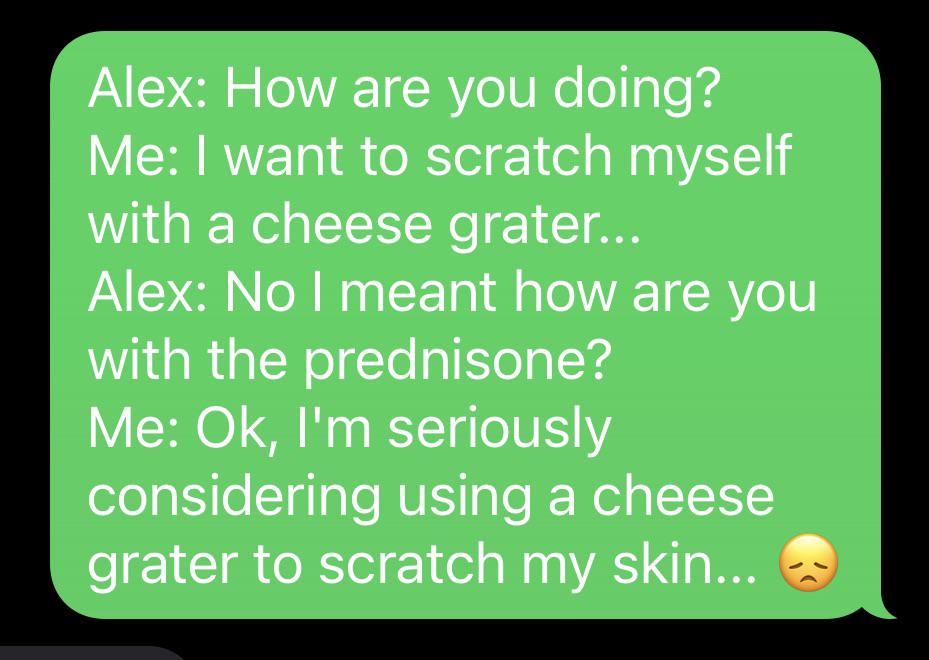 Alex: How are you doing?
Me: I want to scratch myself
with a cheese grater...
Alex: No I meant how are you
with the prednisone?
Me: Ok, I'm seriously
considering using a cheese
grater to scratch my skin... 😞